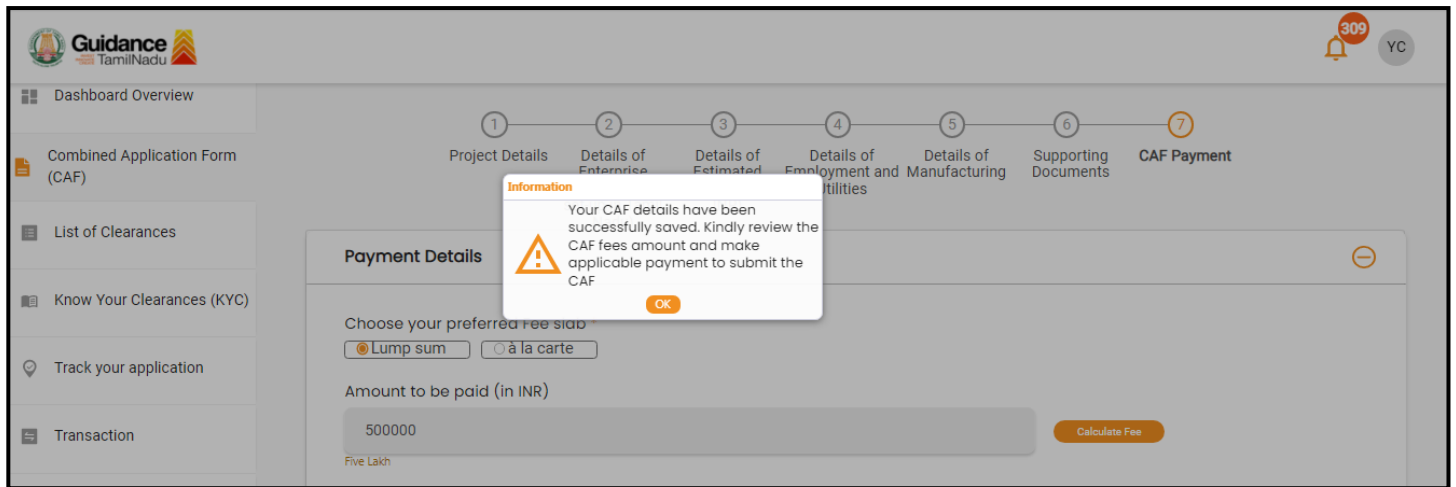 Guidance
TamilNadu
309
YC
Dashboard Overview
Combined Application Form
(CAF)
List of Clearances
Know Your Clearances (KYC)
Track your application
Transaction
1
2
3
4
5
6
7
Project Details
Details of
Enterprise
Details of
Estimated
Details of
Employment and
Utilities
Details of
Manufacturing
Supporting
Documents
CAF Payment
Information
Your CAF details have been
successfully saved. Kindly review the
CAF fees amount and make
applicable payment to submit the
CAF
OK
Payment Details
Choose your preferred Fee slab *
Lump sum
à la carte
Amount to be paid (in INR)
500000
Calculate Fee
Five Lakh